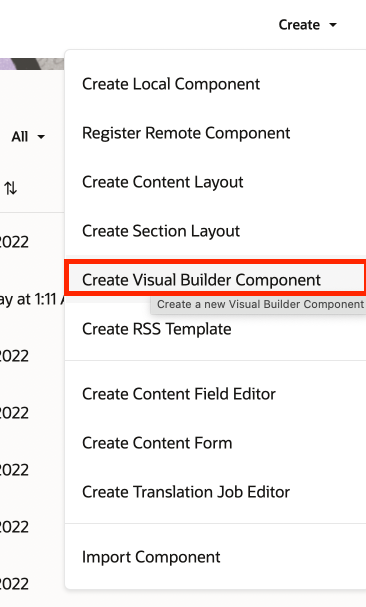 Create
Create Local Component
Register Remote Component
All
Create Content Layout
Create Section Layout
2022
Create Visual Builder Component
ay at 1:11
Create a new Visual Builder Component
Create RSS Template
2022
Create Content Field Editor
2022
Create Content Form
2022
Create Translation Job Editor
2022
Import Component
2022